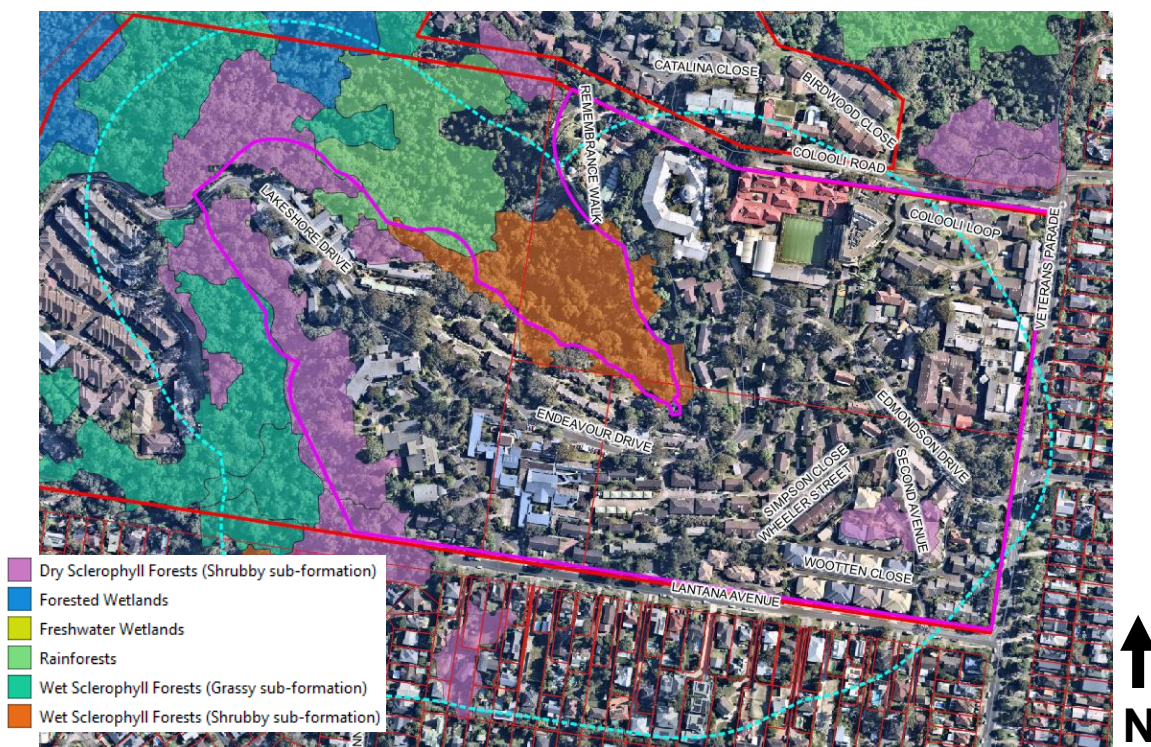 CATALINA CLOSE
BIRDWOOD CLOSE
REMEMBRANCE WALK
COLOOLI ROAD
LAKESHORE DRIVE
COLOOLI LOOP
VETERANS PARADE
ENDEAVOUR DRIVE
EDMONDSON DRIVE
SIMPSON CLOSE
WHEELER STREET
SECOND AVENUE
WOOTTEN CLOSE
LANTANA AVENUE
Dry Sclerophyll Forests (Shrubby sub-formation)
Forested Wetlands
Freshwater Wetlands
Rainforests
Wet Sclerophyll Forests (Grassy sub-formation)
Wet Sclerophyll Forests (Shrubby sub-formation)
N